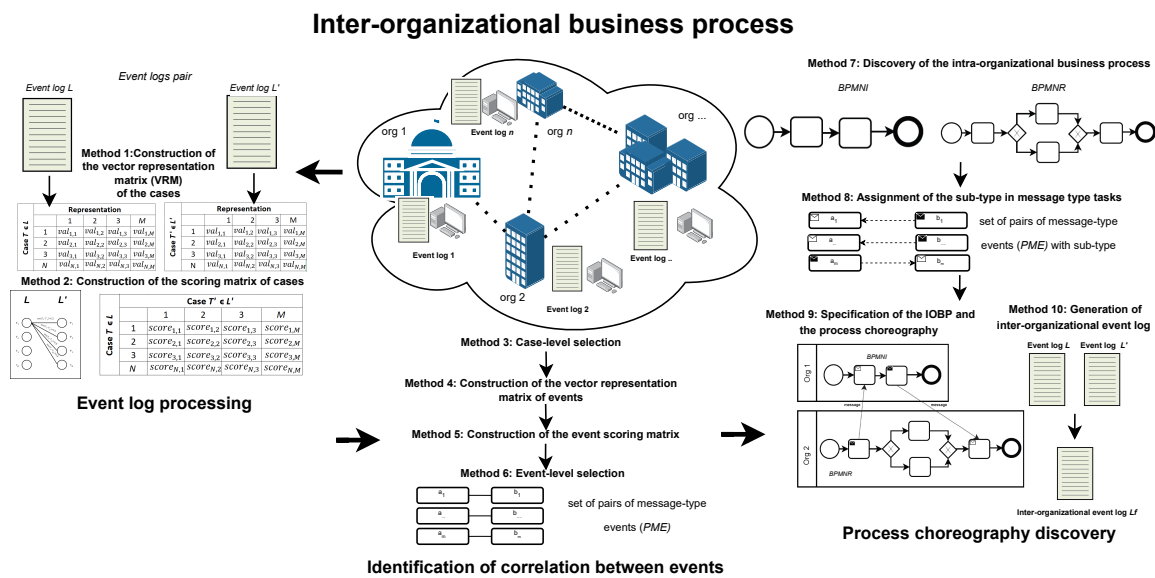 Inter-organizational business process
Event logs pair
Event log L
Event log L'
Method 1:Construction of
the vector representation
matrix (VRM)
of the cases
Representation
1 2 3 M
Case T ϵ L
1 val1,1 val1,2 val1,3 val1,M
2 val2,1 val2,2 val2,3 val2,M
3 val3,1 val3,2 val3,3 val3,M
N valN,1 valN,2 valN,3 valN,M
Representation
1 2 3 M
Case T' ϵ L'
1 val1,1 val1,2 val1,3 val1,M
2 val2,1 val2,2 val2,3 val2,M
3 val3,1 val3,2 val3,3 val3,M
N valN,1 valN,2 valN,3 valN,M
Method 2: Construction of the scoring matrix of cases
L L'
Case T' ϵ L'
1 2 3 M
Case T ϵ L
1 score1,1 score1,2 score1,3 score1,M
2 score2,1 score2,2 score2,3 score2,M
3 score3,1 score3,2 score3,3 score3,M
N scoreN,1 scoreN,2 scoreN,3 scoreN,M
Event log processing
org 1
Event log n
org n
org ...
Event log 1
org 2
Event log 2
Event log ..
Method 3: Case-level selection
Method 4: Construction of the vector representation
matrix of events
Method 5: Construction of the event scoring matrix
Method 6: Event-level selection
a1 b1
a... b...
am bm
set of pairs of message-type
events (PME)
Identification of correlation between events
Method 7: Discovery of the intra-organizational business process
BPMNI
BPMNR
Method 8: Assignment of the sub-type in message type tasks
a1 b1
a... b...
am bm
set of pairs of message-type
events (PME) with sub-type
Method 9: Specification of the IOBP and
the process choreography
Org 1
BPMNI
message
message
Org 2
BPMNR
Method 10: Generation of
inter-organizational event log
Event log L
Event log L'
Inter-organizational event log Lf
Process choreography discovery